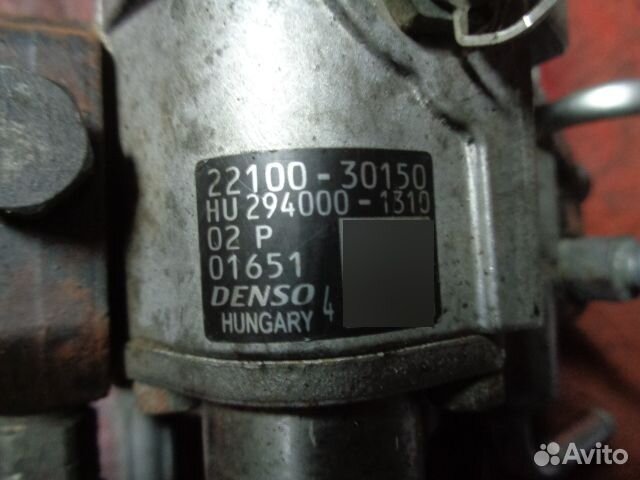 22100-30150
HU 294000-1310
02 P
01651
DENSO 4
HUNGARY
Avito